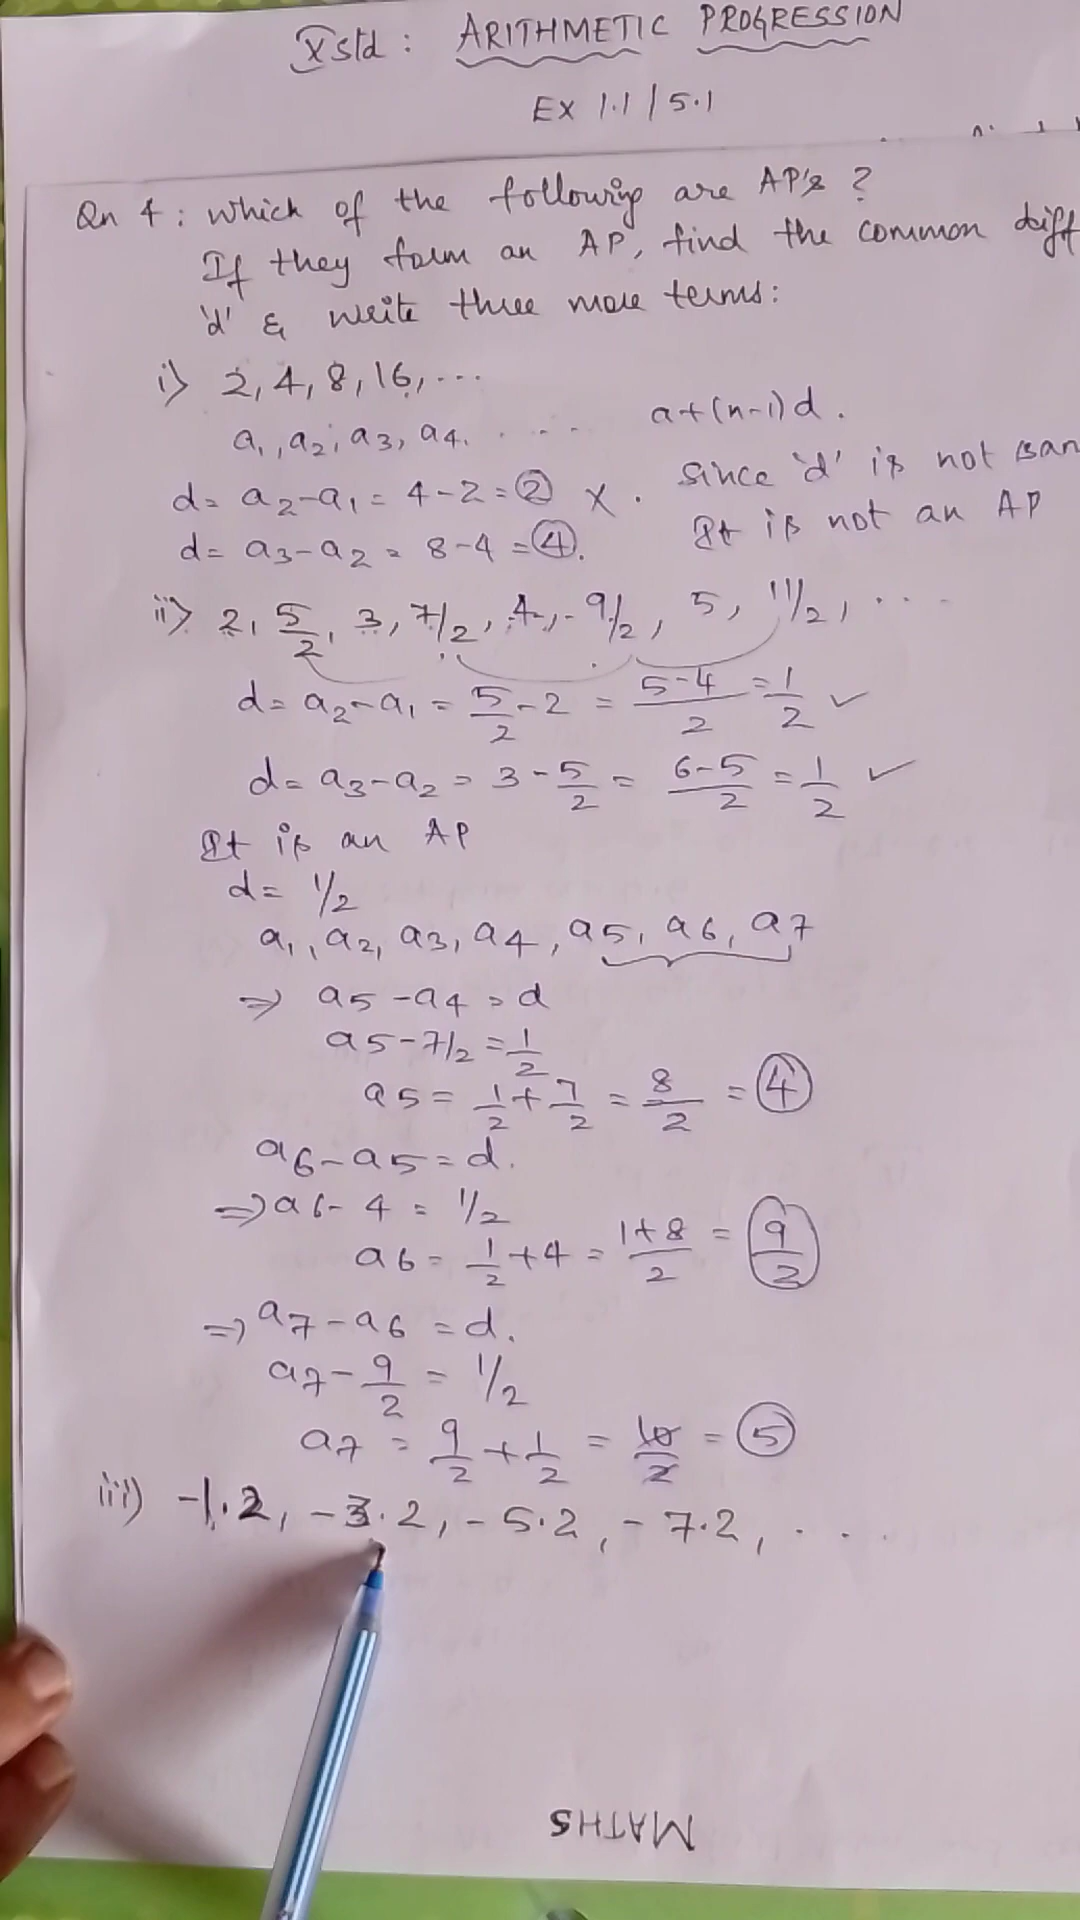 X std : ARITHMETIC PROGRESSION
EX 1.1 / 5.1
Qn 4 : Which of the following are AP's ?
If they form an AP, find the common diff
'd' & write three more terms:
i) 2, 4, 8, 16, ...
a1, a2, a3, a4. ....
a+(n-1)d.
d = a2-a1 = 4-2 = 2 X.
since 'd' is not sam
d = a3-a2 = 8-4 = 4.
It is not an AP
ii) 2, 5/2, 3, 7/2, 4, 9/2, 5, 11/2, ....
d = a2-a1 = 5/2 - 2 = 5-4/2 = 1/2 ✓
d = a3-a2 = 3 - 5/2 = 6-5/2 = 1/2 ✓
It is an AP
d = 1/2
a1, a2, a3, a4, a5, a6, a7
⇒ a5 - a4 = d
a5 - 7/2 = 1/2
a5 = 1/2 + 7/2 = 8/2 = 4
a6 - a5 = d.
⇒ a6 - 4 = 1/2
a6 = 1/2 + 4 = 1+8/2 = 9/2
⇒ a7 - a6 = d.
a7 - 9/2 = 1/2
a7 = 9/2 + 1/2 = 10/2 = 5
iii) -1.2, -3.2, -5.2, -7.2, ...
MATHS